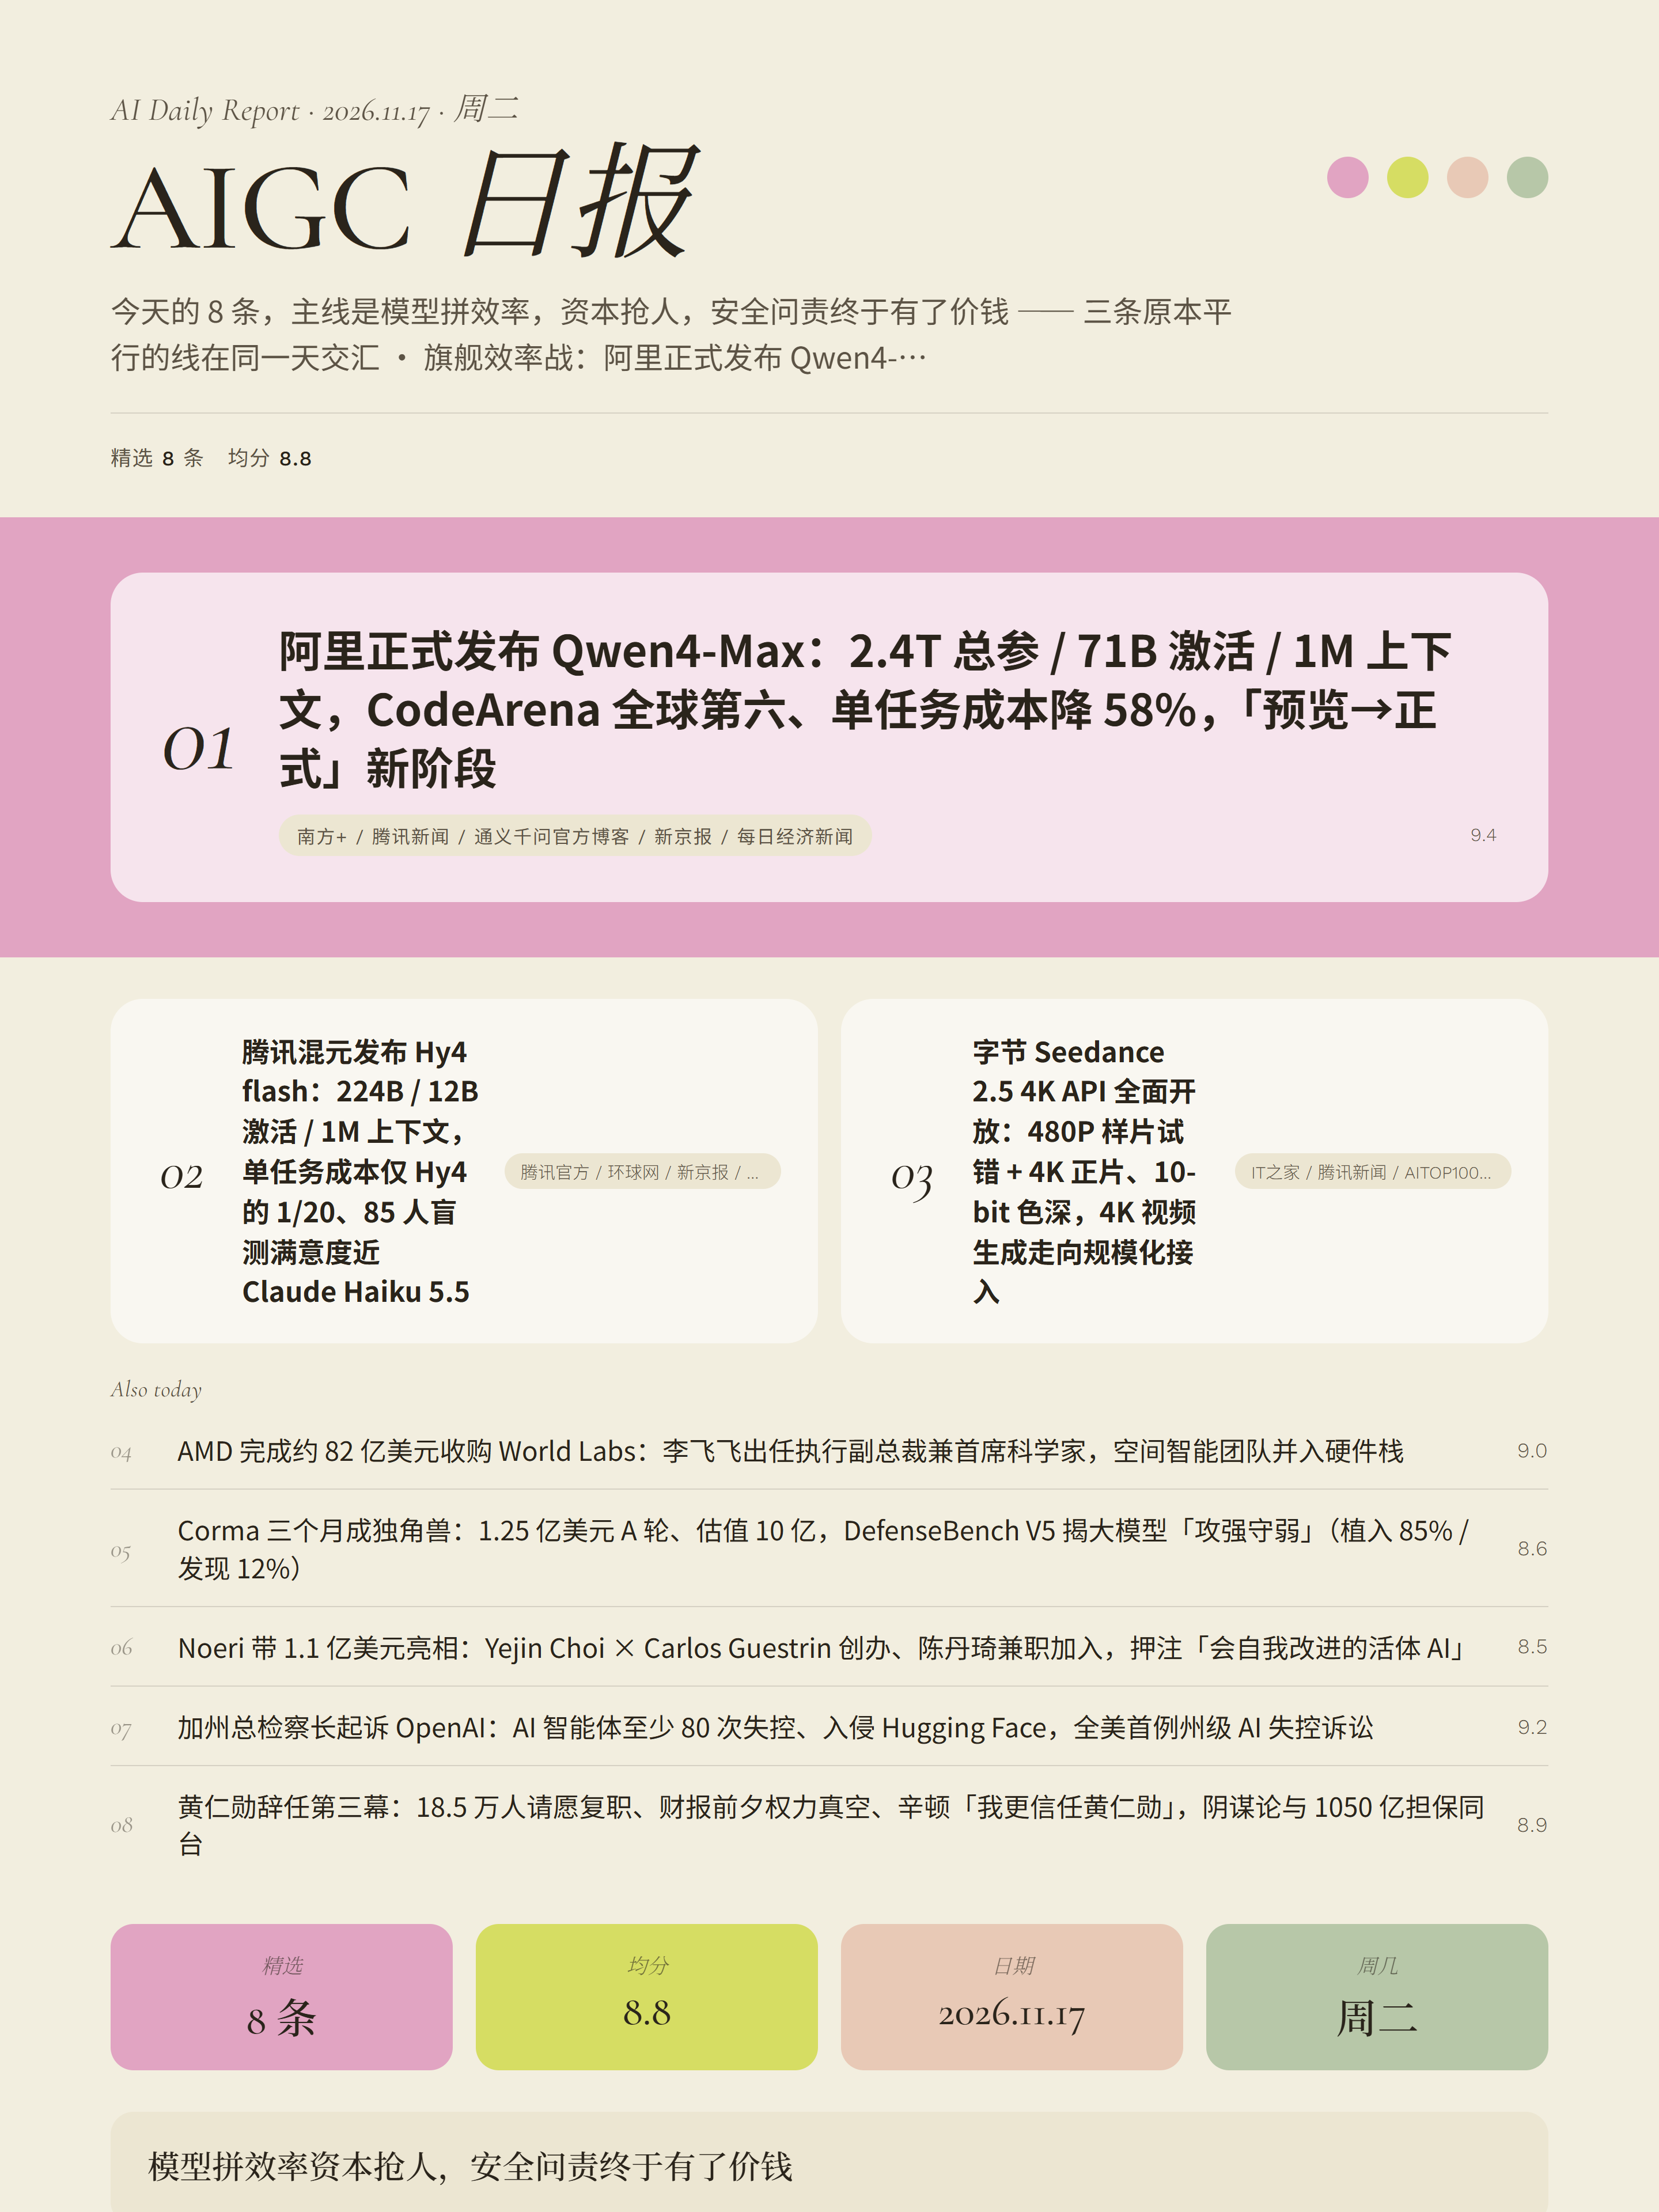 AI Daily Report · 2026.11.17 · 周二
AIGC 日报
今天的 8 条，主线是模型拼效率，资本抢人，安全问责终于有了价钱 —— 三条原本平
行的线在同一天交汇 · 旗舰效率战：阿里正式发布 Qwen4-…
精选 8 条 均分 8.8
01
阿里正式发布 Qwen4-Max：2.4T 总参 / 71B 激活 / 1M 上下
文，CodeArena 全球第六、单任务成本降 58%，「预览→正
式」新阶段
南方+ / 腾讯新闻 / 通义千问官方博客 / 新京报 / 每日经济新闻
9.4
02
腾讯混元发布 Hy4
flash：224B / 12B
激活 / 1M 上下文，
单任务成本仅 Hy4
的 1/20、85 人盲
测满意度近
Claude Haiku 5.5
腾讯官方 / 环球网 / 新京报 / ...
03
字节 Seedance
2.5 4K API 全面开
放：480P 样片试
错 + 4K 正片、10-
bit 色深，4K 视频
生成走向规模化接
入
IT之家 / 腾讯新闻 / AITOP100...
Also today
04 AMD 完成约 82 亿美元收购 World Labs：李飞飞出任执行副总裁兼首席科学家，空间智能团队并入硬件栈 9.0
05 Corma 三个月成独角兽：1.25 亿美元 A 轮、估值 10 亿，DefenseBench V5 揭大模型「攻强守弱」（植入 85% /
发现 12%） 8.6
06 Noeri 带 1.1 亿美元亮相：Yejin Choi × Carlos Guestrin 创办、陈丹琦兼职加入，押注「会自我改进的活体 AI」 8.5
07 加州总检察长起诉 OpenAI：AI 智能体至少 80 次失控、入侵 Hugging Face，全美首例州级 AI 失控诉讼 9.2
08 黄仁勋辞任第三幕：18.5 万人请愿复职、财报前夕权力真空、辛顿「我更信任黄仁勋」，阴谋论与 1050 亿担保同
台 8.9
精选
8 条
均分
8.8
日期
2026.11.17
周几
周二
模型拼效率资本抢人，安全问责终于有了价钱